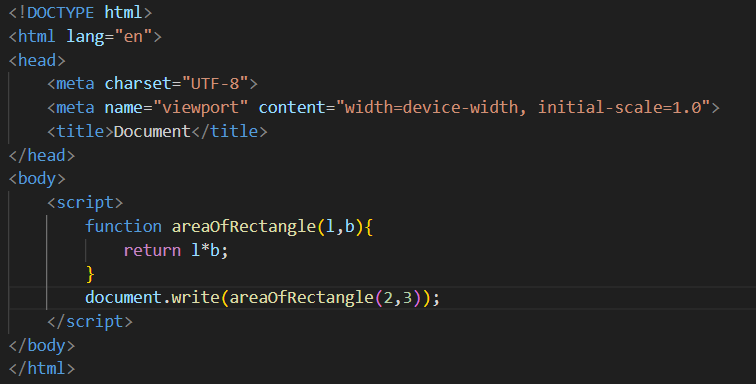 <!DOCTYPE html>
<html lang="en">
<head>
    <meta charset="UTF-8">
    <meta name="viewport" content="width=device-width, initial-scale=1.0">
    <title>Document</title>
</head>
<body>
    <script>
        function areaOfRectangle(l,b){
            return l*b;
        }
        document.write(areaOfRectangle(2,3));
    </script>
</body>
</html>